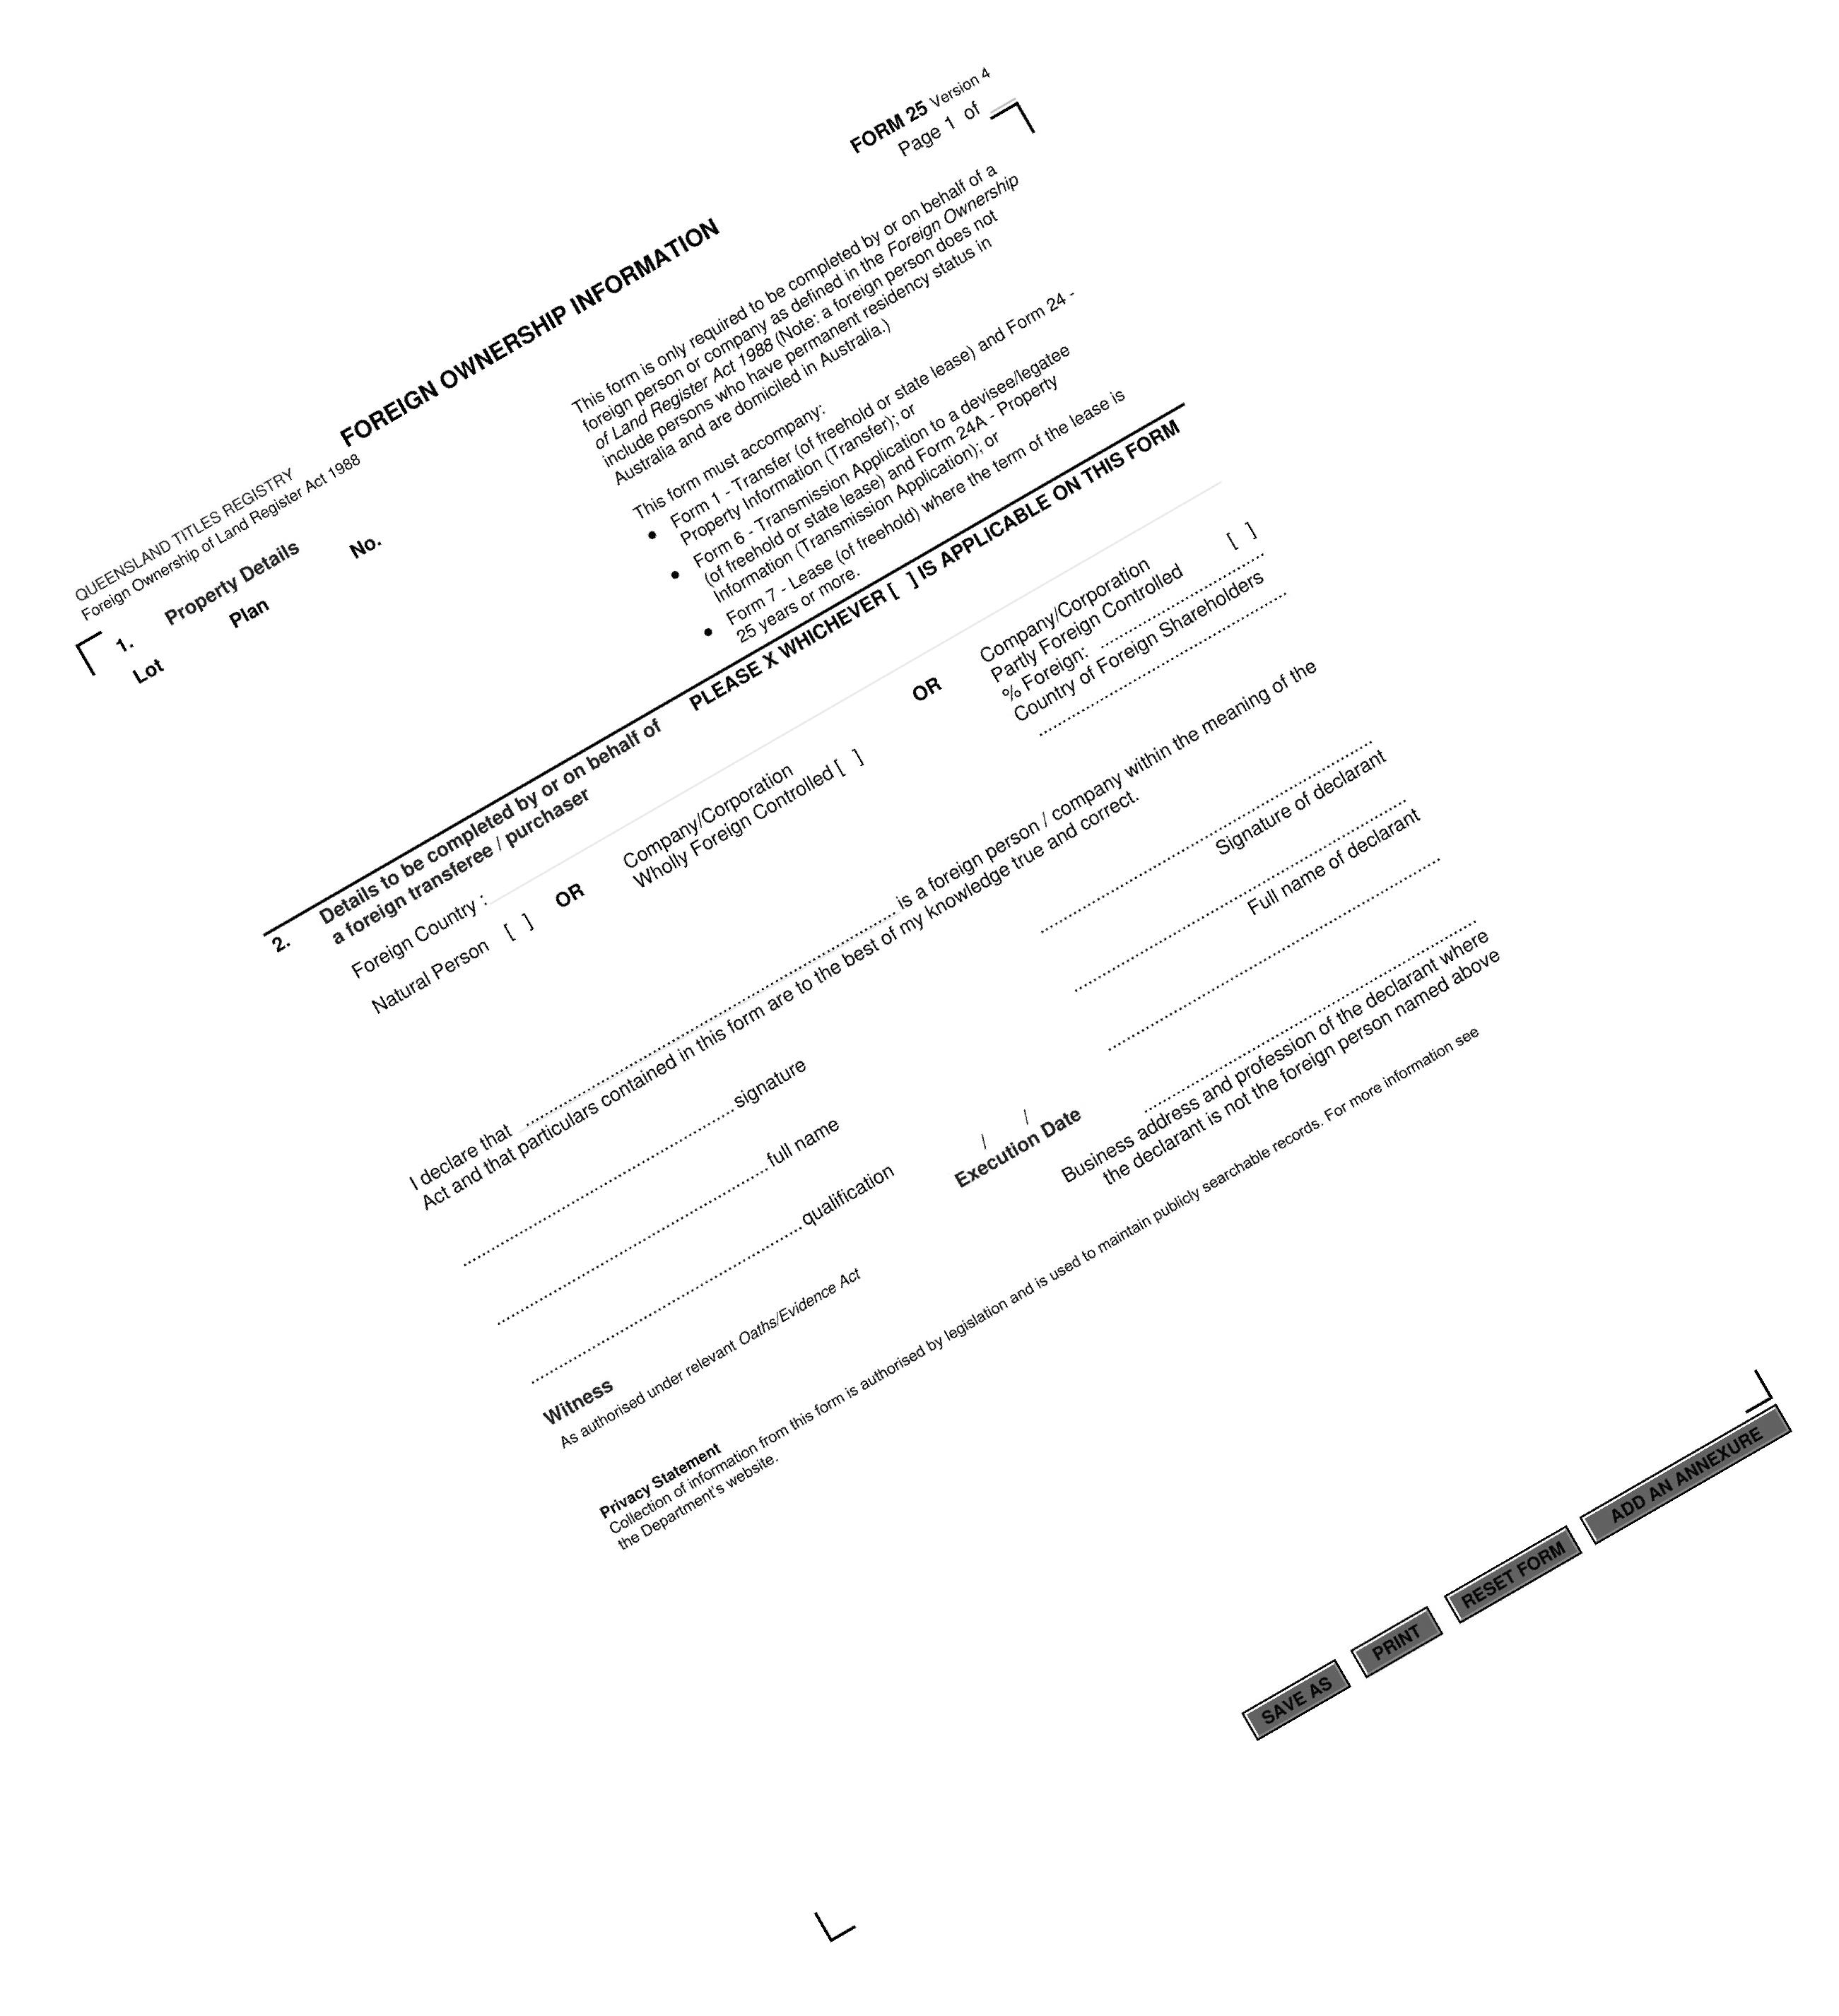 QUEENSLAND TITLES REGISTRY
Foreign Ownership of Land Register Act 1988
FOREIGN OWNERSHIP INFORMATION
FORM 25 Version 4
Page 1 of
1. Property Details
Lot Plan No.
This form is only required to be completed by or on behalf of a
foreign person or company as defined in the Foreign Ownership
of Land Register Act 1988 (Note: a foreign person does not
include persons who have permanent residency status in
Australia and are domiciled in Australia.)
This form must accompany:
• Form 1 - Transfer (of freehold or state lease) and Form 24 -
Property Information (Transfer); or
• Form 6 - Transmission Application to a devisee/legatee
(of freehold or state lease) and Form 24A - Property
Information (Transmission Application); or
• Form 7 - Lease (of freehold) where the term of the lease is
25 years or more.
2. Details to be completed by or on behalf of
a foreign transferee / purchaser
PLEASE X WHICHEVER [ ] IS APPLICABLE ON THIS FORM
Foreign Country :
Natural Person [ ]
OR
Company/Corporation
Wholly Foreign Controlled [ ]
OR
Company/Corporation
Partly Foreign Controlled [ ]
% Foreign: ..............................
Country of Foreign Shareholders
..............................
I declare that .............................. is a foreign person / company within the meaning of the
Act and that particulars contained in this form are to the best of my knowledge true and correct.
..............................signature
..............................full name
..............................qualification
Witness
As authorised under relevant Oaths/Evidence Act
/ /
Execution Date
..............................
Signature of declarant
..............................
Full name of declarant
..............................
..............................
Business address and profession of the declarant where
the declarant is not the foreign person named above
Privacy Statement
Collection of information from this form is authorised by legislation and is used to maintain publicly searchable records. For more information see
the Department's website.
SAVE AS PRINT RESET FORM ADD AN ANNEXURE